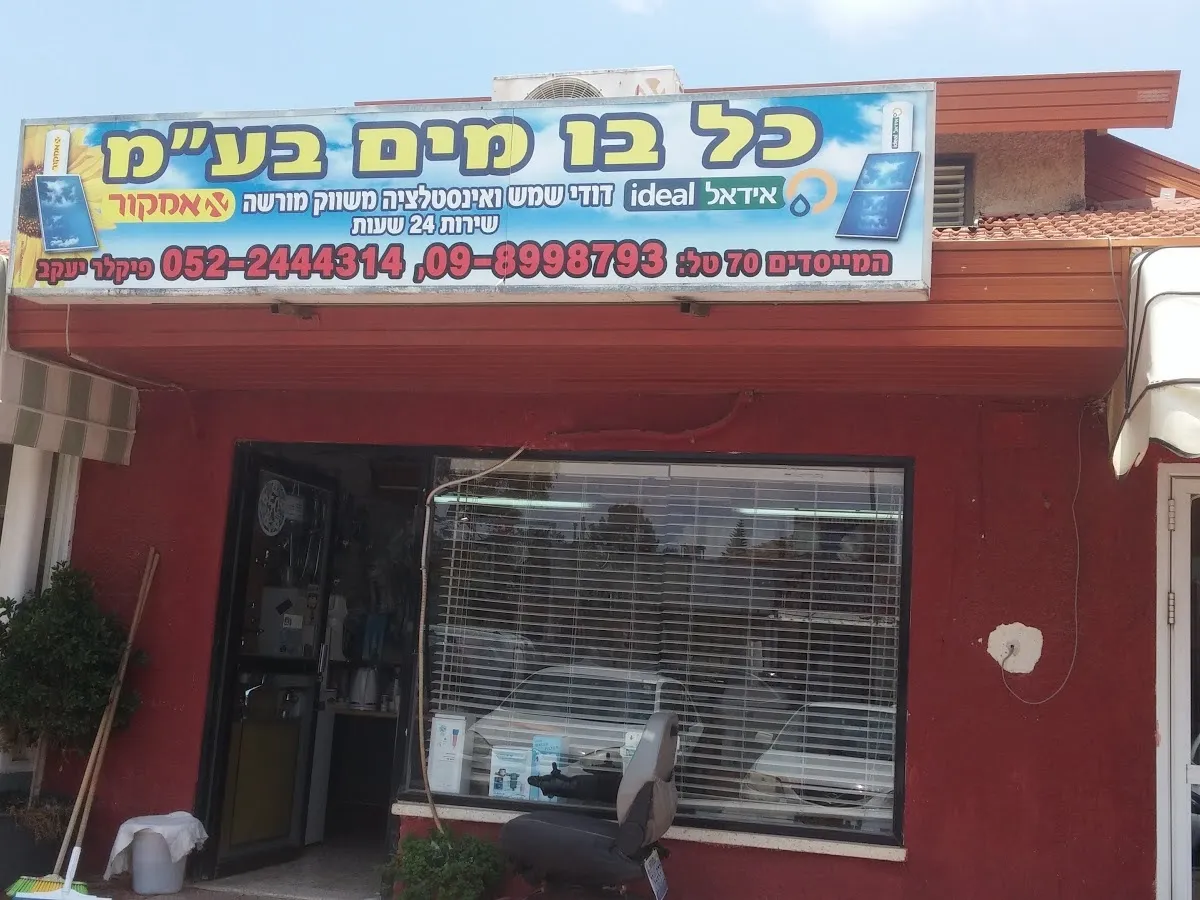 כל בו מים בע״מ
אידאל ideal דודי שמש ואינסטלציה משווק מורשה אמקור
שירות 24 שעות
המייסדים 70 טל: 09-8998793, 052-2444314 פיקלר יעקב